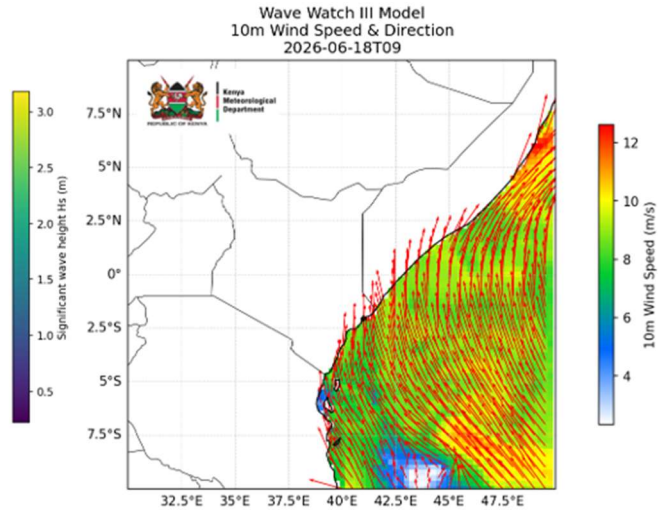 Wave Watch III Model
10m Wind Speed & Direction
2026-06-18T09
Kenya
Meteorological
Department
REPUBLIC OF KENYA
7.5°N
5°N
2.5°N
0°
2.5°S
5°S
7.5°S
32.5°E
35°E
37.5°E
40°E
42.5°E
45°E
47.5°E
3.0
2.5
2.0
1.5
1.0
0.5
Significant wave height Hs (m)
12
10
8
6
4
10m Wind Speed (m/s)